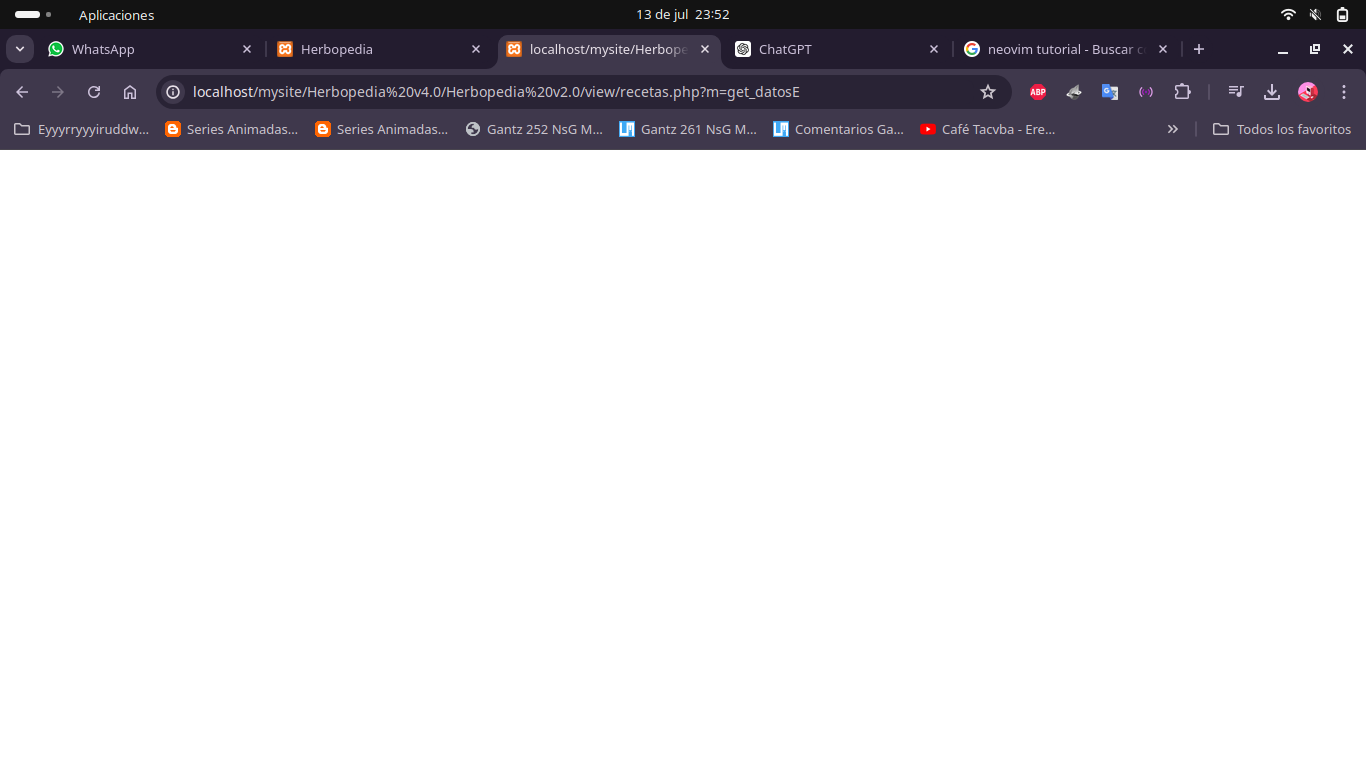 Aplicaciones 13 de jul 23:52
WhatsApp Herbopedia localhost/mysite/Herbope ChatGPT neovim tutorial - Buscar c
localhost/mysite/Herbopedia%20v4.0/Herbopedia%20v2.0/view/recetas.php?m=get_datosE ABP
Eyyyrryyyiruddw... Series Animadas... Series Animadas... Gantz 252 NsG M... Gantz 261 NsG M... Comentarios Ga... Café Tacvba - Ere... Todos los favoritos